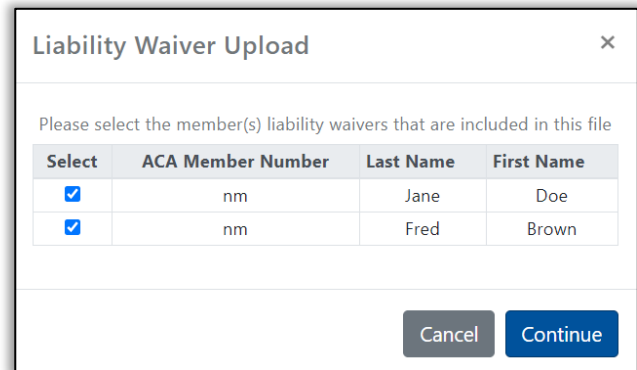 Liability Waiver Upload ×
Please select the member(s) liability waivers that are included in this file
Select ACA Member Number Last Name First Name
nm Jane Doe
nm Fred Brown
Cancel Continue